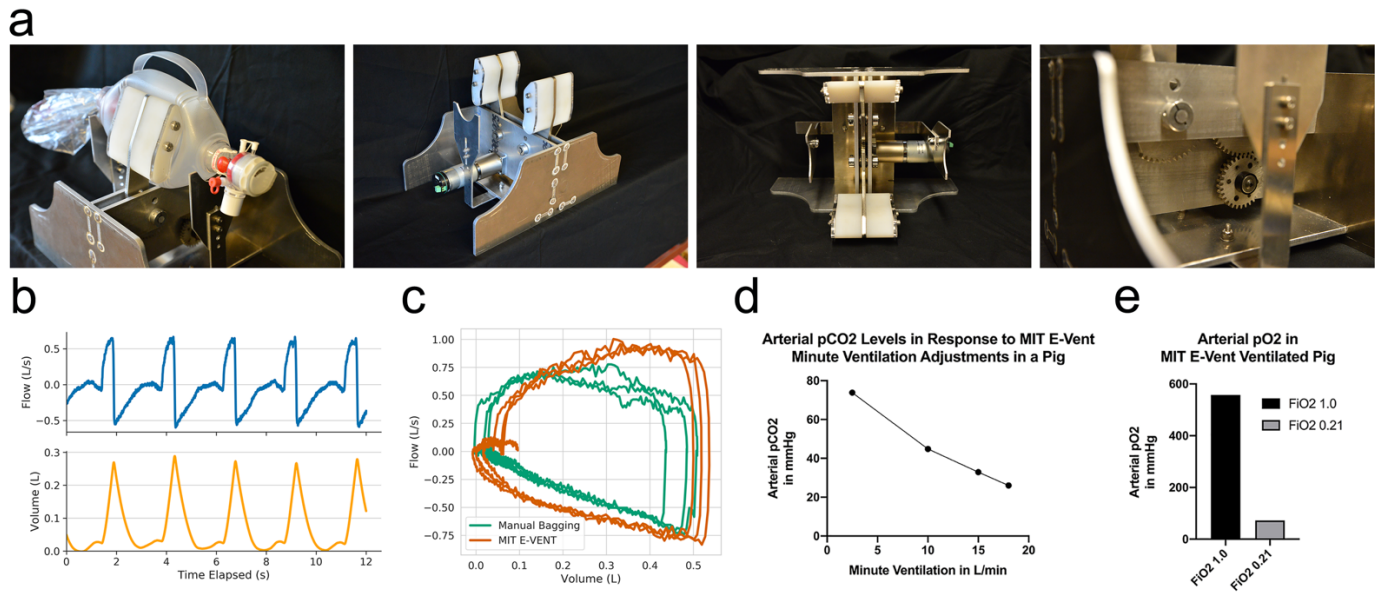 a
b
Flow (L/s)
0.5
0.0
−0.5
Volume (L)
0.3
0.2
0.1
0.0
0
2
4
6
8
10
12
Time Elapsed (s)
c
Flow (L/s)
1.00
0.75
0.50
0.25
0.00
−0.25
−0.50
−0.75
Manual Bagging
MIT E-VENT
0.0
0.1
0.2
0.3
0.4
0.5
Volume (L)
d
Arterial pCO2 Levels in Response to MIT E-Vent
Minute Ventilation Adjustments in a Pig
Arterial pCO2
in mmHg
80
60
40
20
0
0
5
10
15
20
Minute Ventilation in L/min
e
Arterial pO2 in
MIT E-Vent Ventilated Pig
Arterial pO2
in mmHg
600
400
200
0
FiO2 1.0
FiO2 0.21
FiO2 1.0
FiO2 0.21